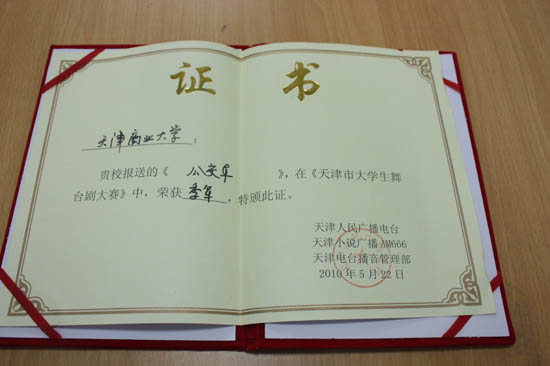 证书
天津商业大学：
贵校报送的《公交车》，在《天津市大学生舞
台剧大赛》中，荣获季军，特颁此证。
天津人民广播电台
天津小说广播AM666
天津电台播音管理部
2010年5月22日